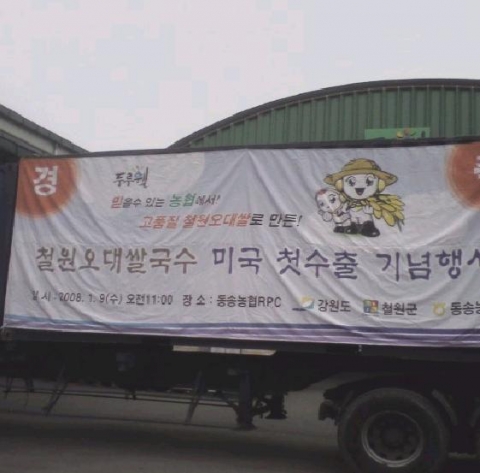 경
두루웰
믿을수 있는 농협에서!
고품질 철원오대쌀로 만든!
철원오대쌀국수 미국 첫수출 기념행사
일 시 : 2008. 1. 9(수) 오전11:00 장 소 : 동송농협RPC 강원도 철원군 동송농